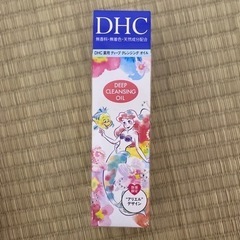 DHC
無香料・無着色・天然成分配合
DHC 薬用 ディープ クレンジング オイル
DEEP
CLEANSING
OIL
"アリエル"
デザイン